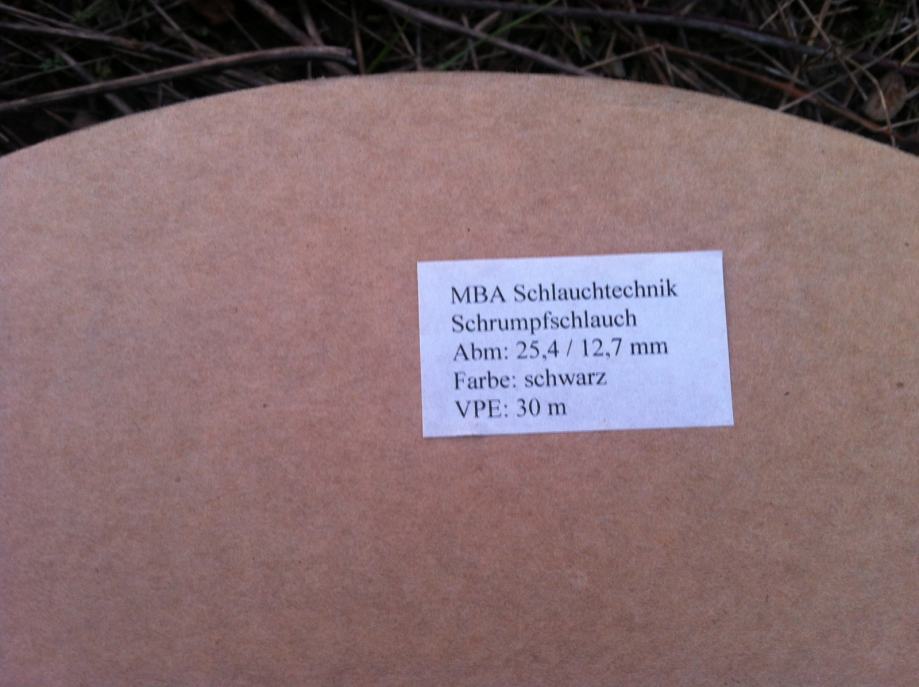 MBA Schlauchtechnik
Schrumpfschlauch
Abm: 25,4 / 12,7 mm
Farbe: schwarz
VPE: 30 m